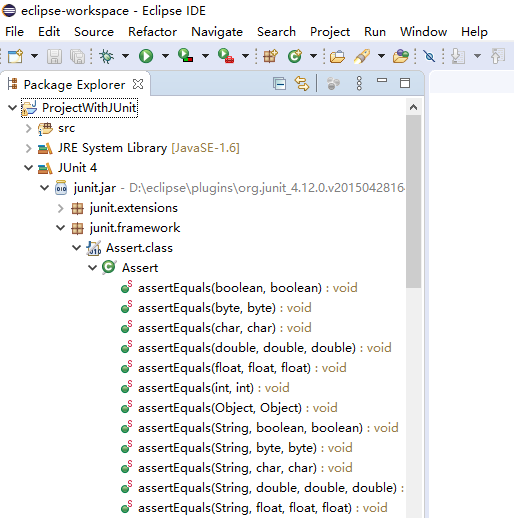 eclipse-workspace - Eclipse IDE
File Edit Source Refactor Navigate Search Project Run Window Help
Package Explorer
ProjectWithJUnit
src
JRE System Library [JavaSE-1.6]
JUnit 4
junit.jar - D:\eclipse\plugins\org.junit_4.12.0.v2015042816
junit.extensions
junit.framework
Assert.class
Assert
assertEquals(boolean, boolean) : void
assertEquals(byte, byte) : void
assertEquals(char, char) : void
assertEquals(double, double, double) : void
assertEquals(float, float, float) : void
assertEquals(int, int) : void
assertEquals(Object, Object) : void
assertEquals(String, boolean, boolean) : void
assertEquals(String, byte, byte) : void
assertEquals(String, char, char) : void
assertEquals(String, double, double, double) :
assertEquals(String, float, float, float) : void